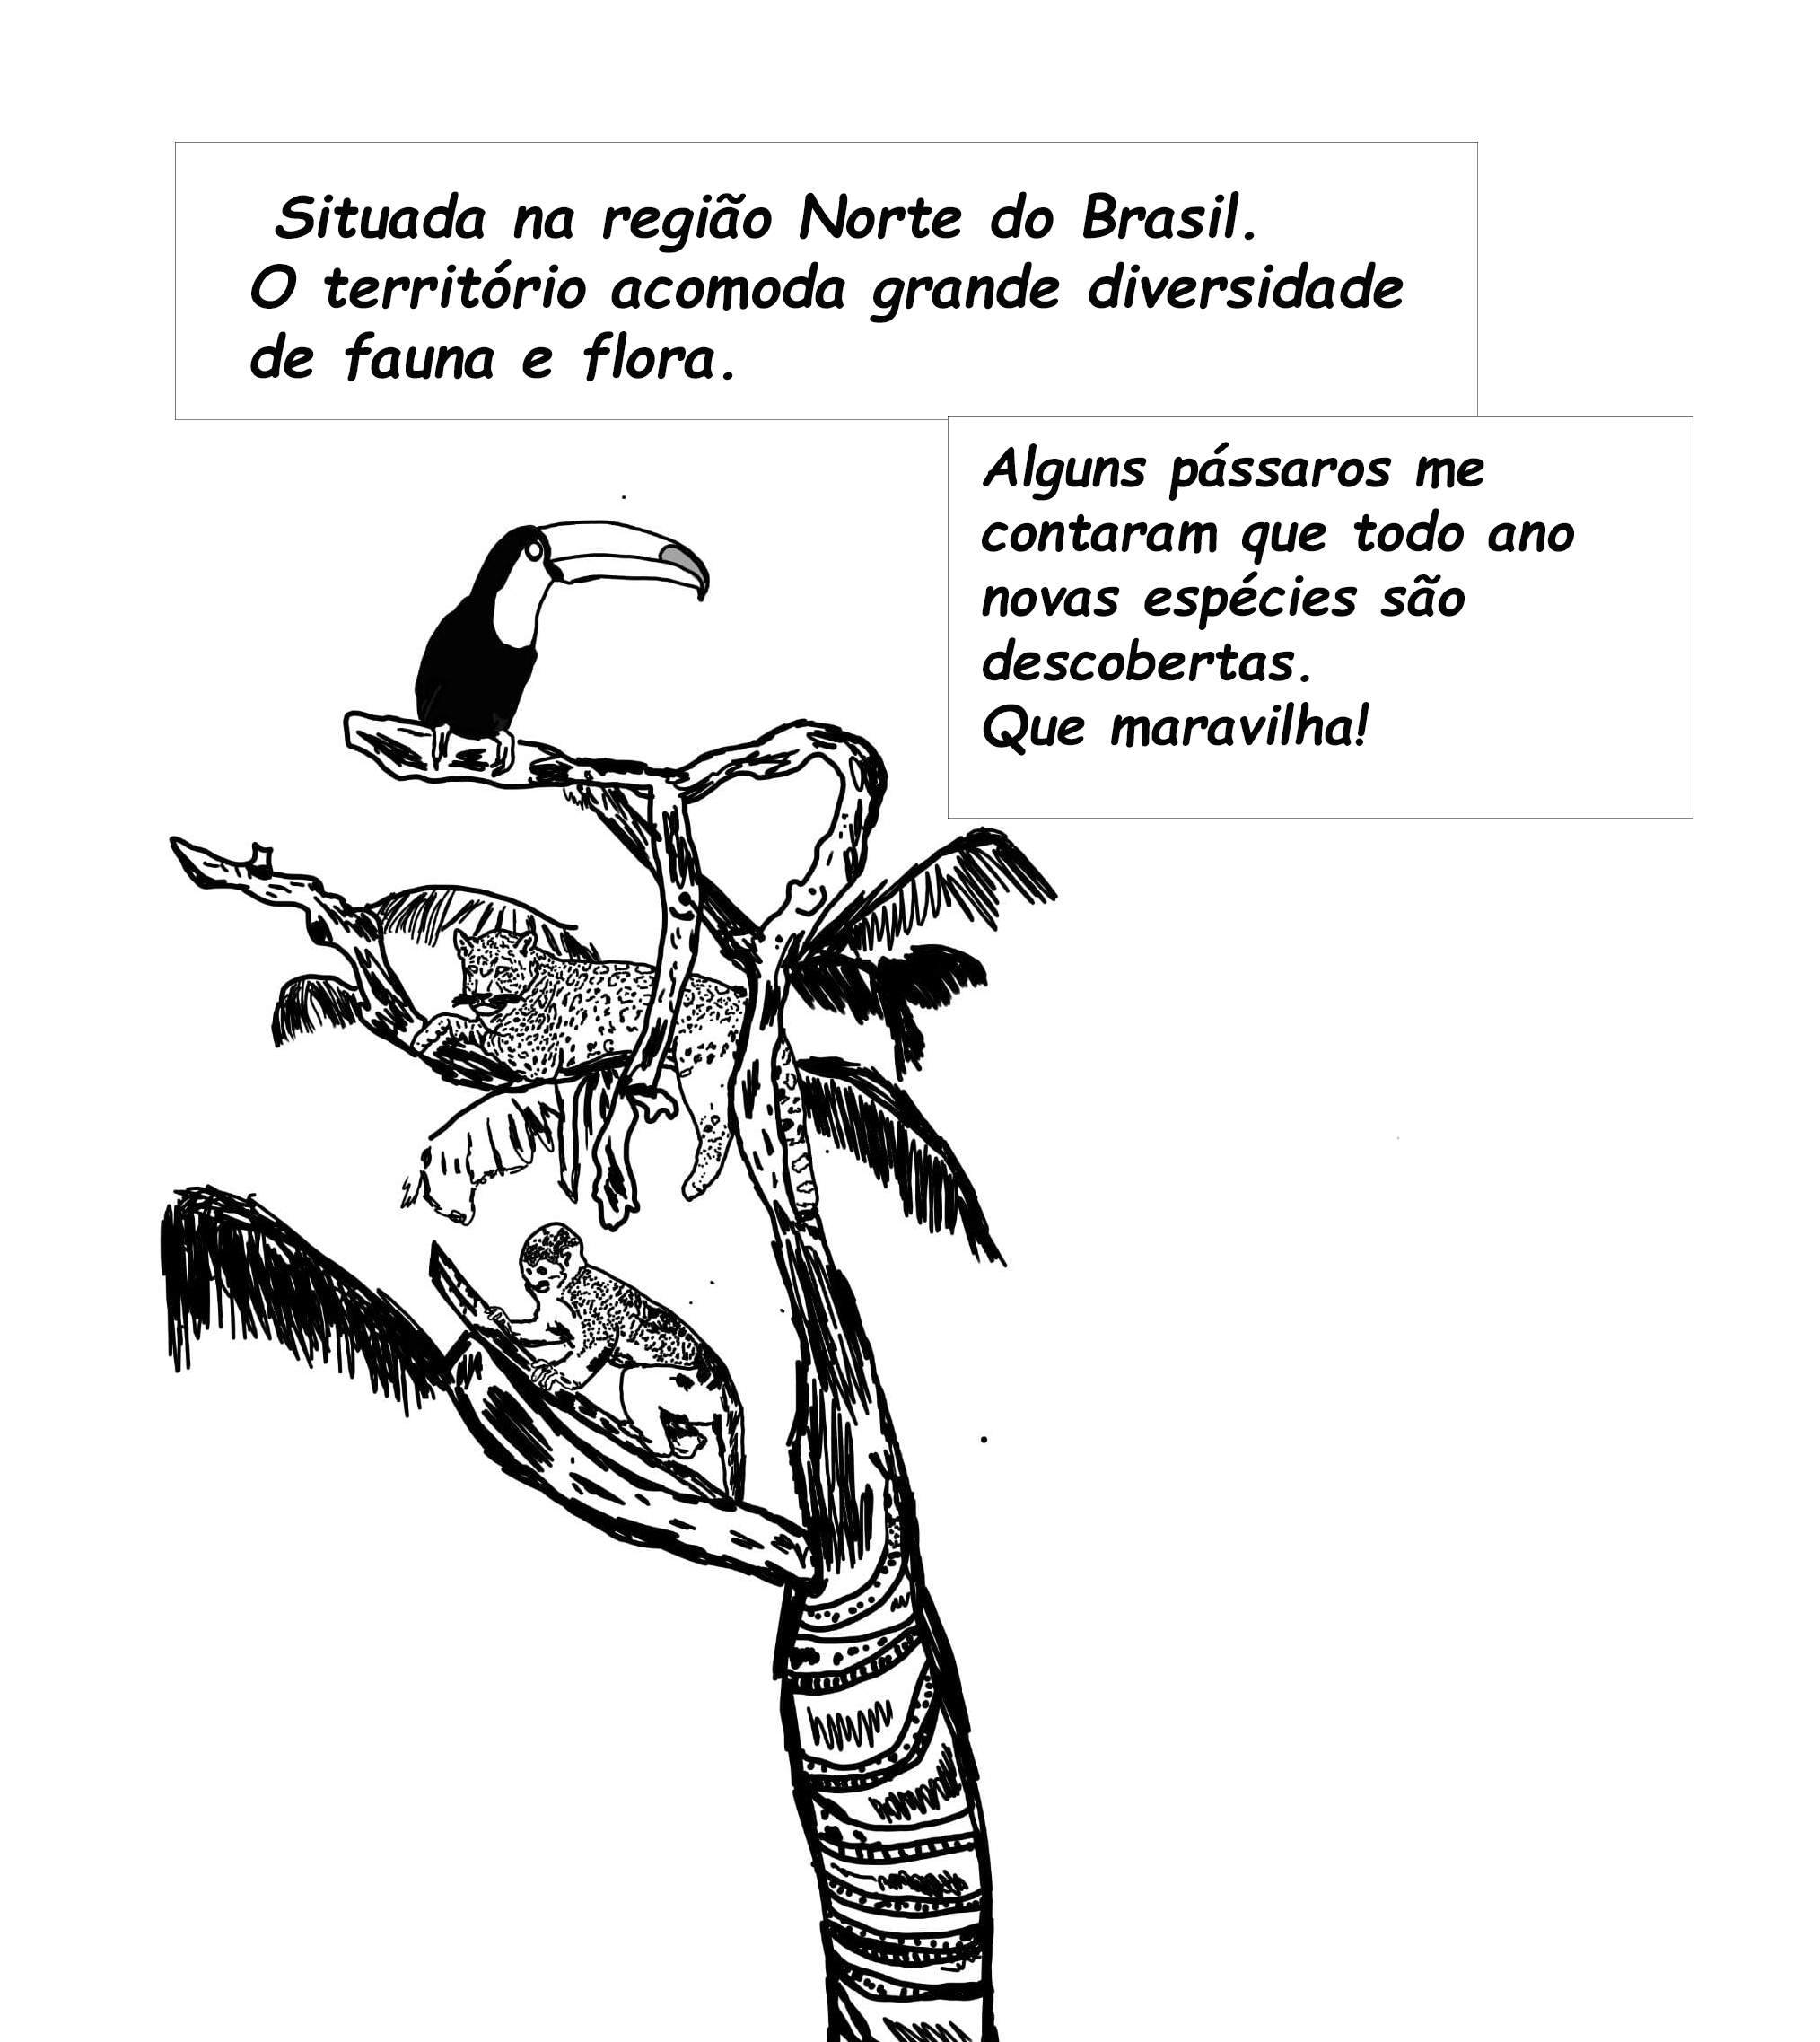 Situada na região Norte do Brasil.
O território acomoda grande diversidade
de fauna e flora.
Alguns pássaros me
contaram que todo ano
novas espécies são
descobertas.
Que maravilha!